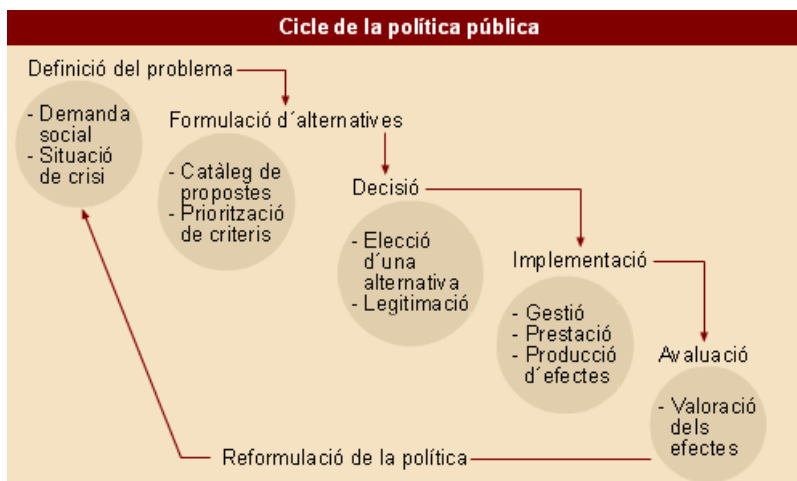 Cicle de la política pública
Definició del problema
- Demanda
social
- Situació
de crisi
Formulació d´alternatives
- Catàleg de
propostes
- Priorització
de criteris
Decisió
- Elecció
d´una
alternativa
- Legitimació
Implementació
- Gestió
- Prestació
- Producció
d´efectes
Avaluació
- Valoració
dels
efectes
Reformulació de la política